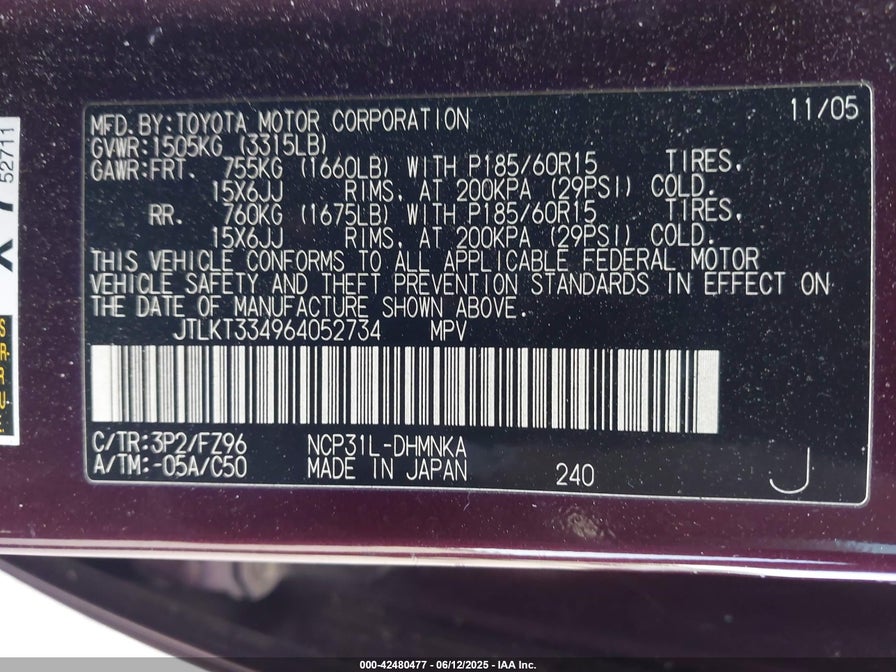 MFD.BY:TOYOTA MOTOR CORPORATION 11/05
GVWR:1505KG (3315LB)
GAWR:FRT. 755KG (1660LB) WITH P185/60R15 TIRES,
15X6JJ RIMS, AT 200KPA (29PSI) COLD.
RR. 760KG (1675LB) WITH P185/60R15 TIRES,
15X6JJ RIMS, AT 200KPA (29PSI) COLD.
THIS VEHICLE CONFORMS TO ALL APPLICABLE FEDERAL MOTOR
VEHICLE SAFETY AND THEFT PREVENTION STANDARDS IN EFFECT ON
THE DATE OF MANUFACTURE SHOWN ABOVE.
JTLKT334964052734 MPV
C/TR:3P2/FZ96 NCP31L-DHMNKA
A/TM:-05A/C50 MADE IN JAPAN 240 J
52711
000-42480477 - 06/12/2025 - IAA Inc.